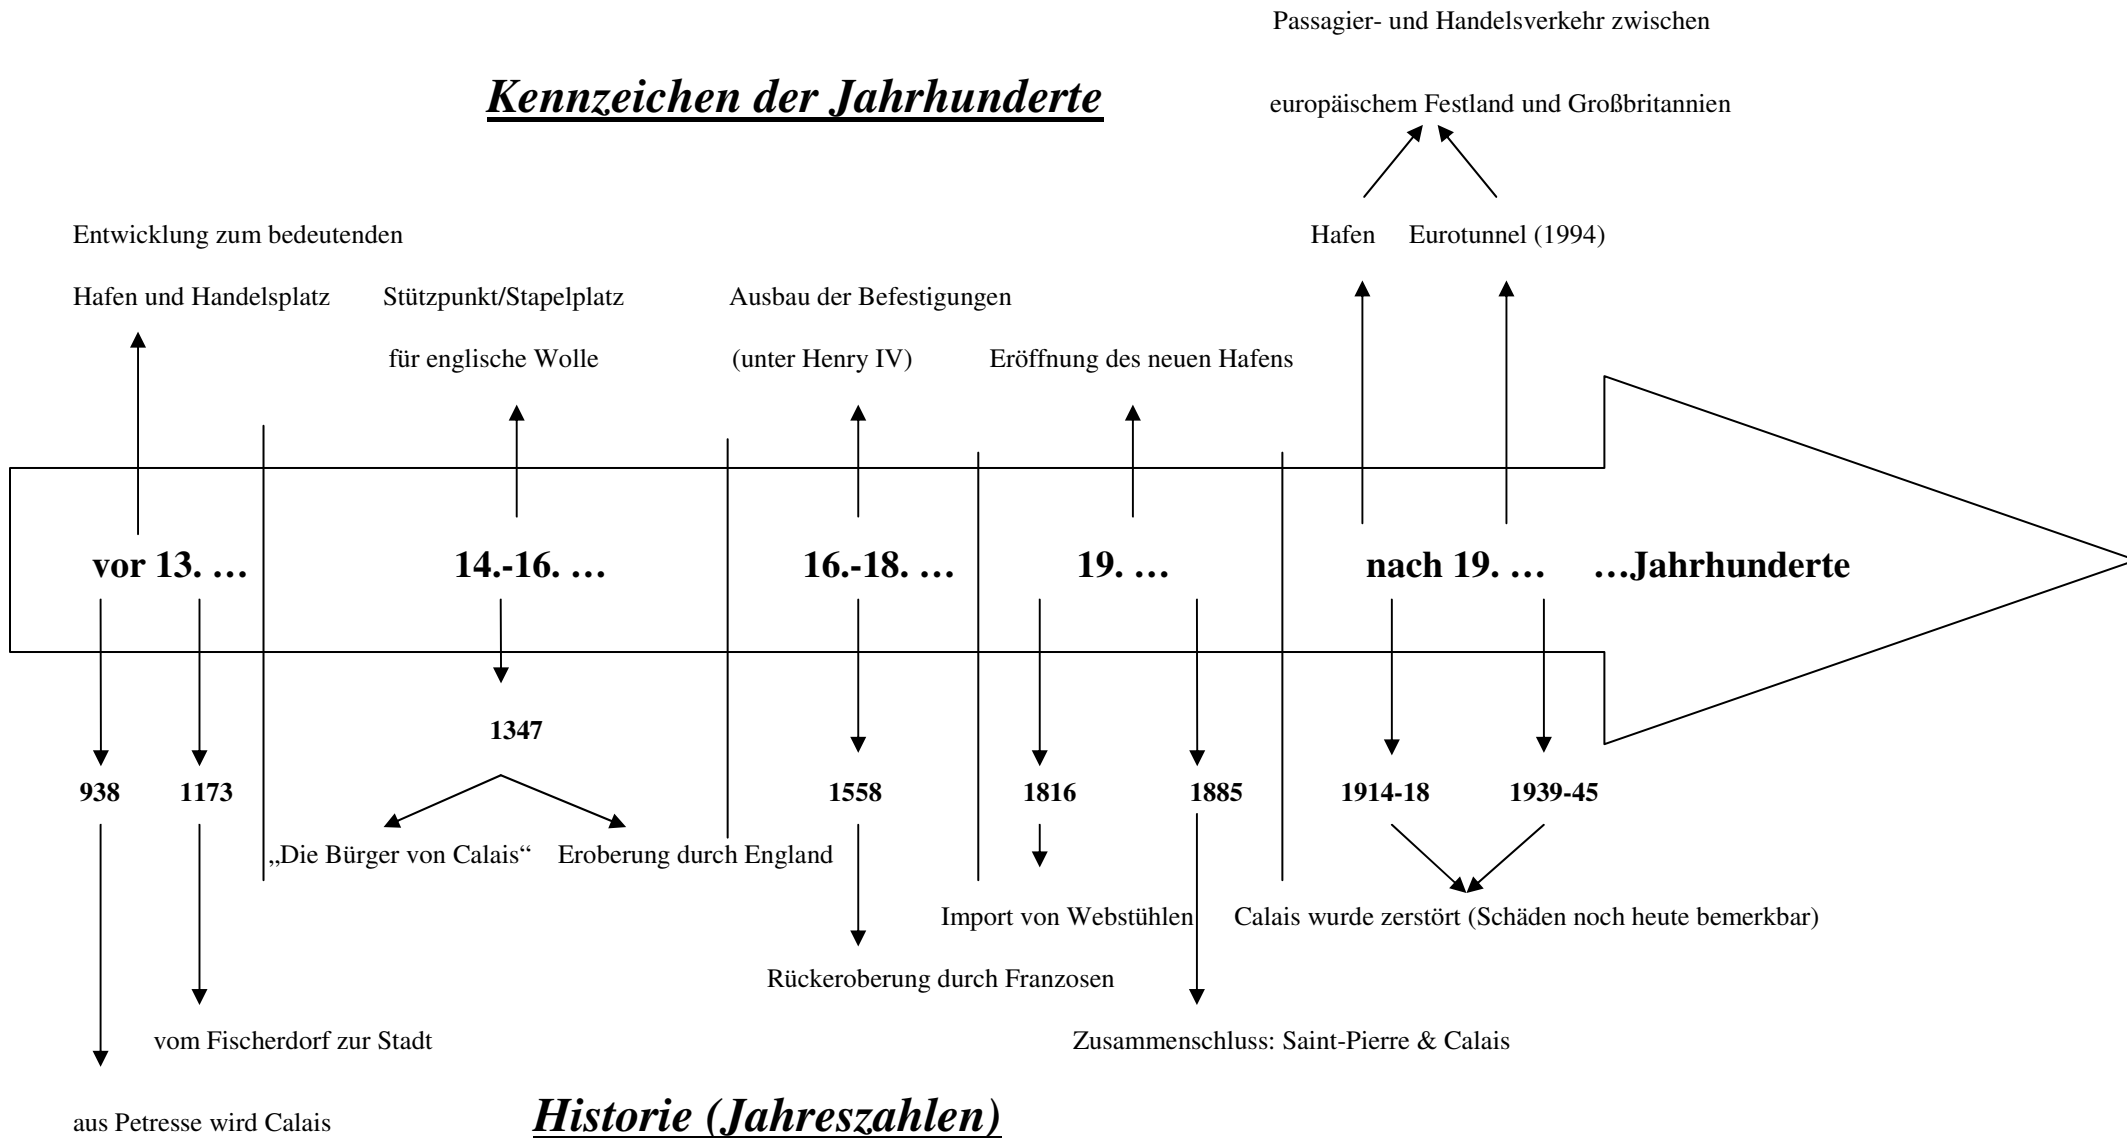 Passagier- und Handelsverkehr zwischen
Kennzeichen der Jahrhunderte
europäischem Festland und Großbritannien
Entwicklung zum bedeutenden
Hafen Eurotunnel (1994)
Hafen und Handelsplatz Stützpunkt/Stapelplatz Ausbau der Befestigungen
für englische Wolle (unter Henry IV) Eröffnung des neuen Hafens
vor 13. … 14.-16. … 16.-18. … 19. … nach 19. … …Jahrhunderte
1347
938 1173 1558 1816 1885 1914-18 1939-45
„Die Bürger von Calais“ Eroberung durch England
Import von Webstühlen Calais wurde zerstört (Schäden noch heute bemerkbar)
Rückeroberung durch Franzosen
vom Fischerdorf zur Stadt Zusammenschluss: Saint-Pierre & Calais
aus Petresse wird Calais Historie (Jahreszahlen)